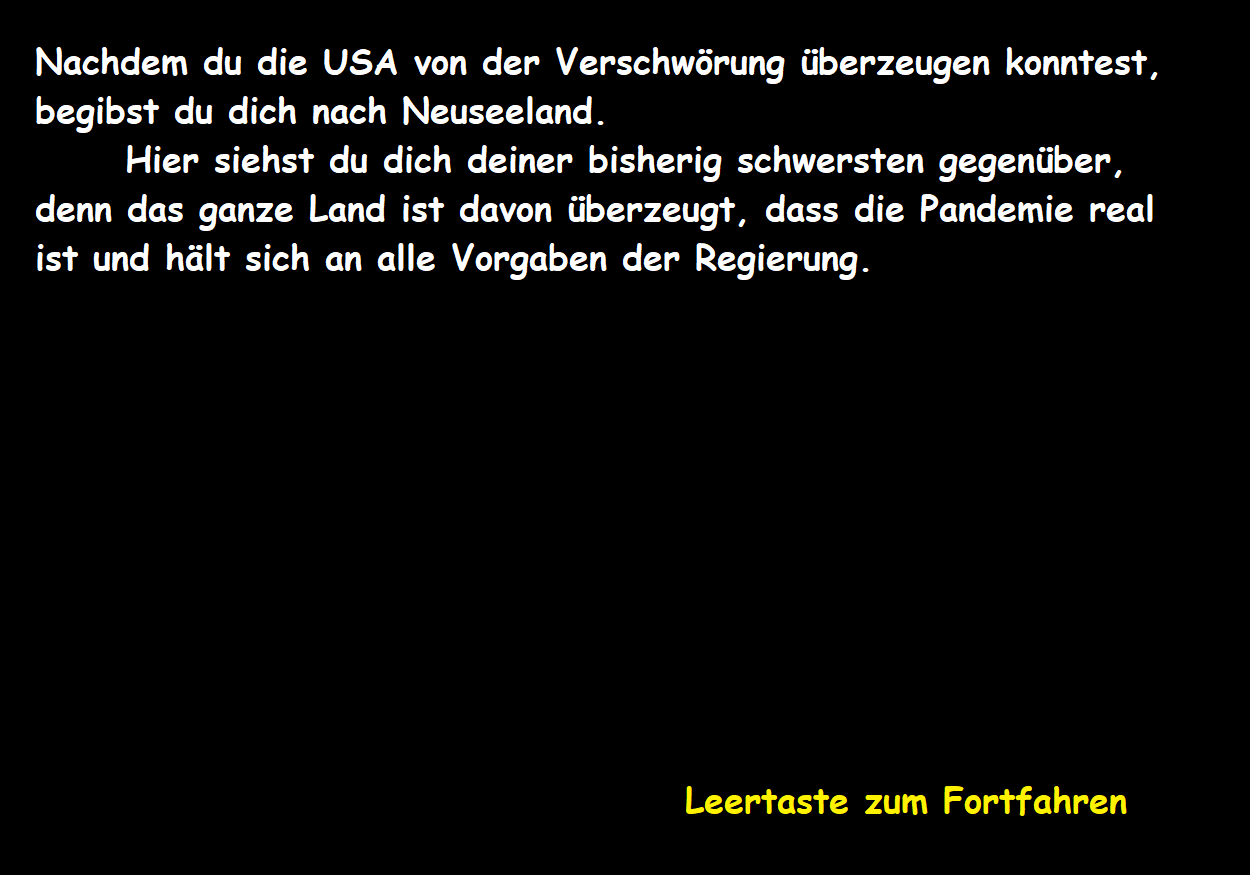 Nachdem du die USA von der Verschwörung überzeugen konntest,
begibst du dich nach Neuseeland.
Hier siehst du dich deiner bisherig schwersten gegenüber,
denn das ganze Land ist davon überzeugt, dass die Pandemie real
ist und hält sich an alle Vorgaben der Regierung.
Leertaste zum Fortfahren